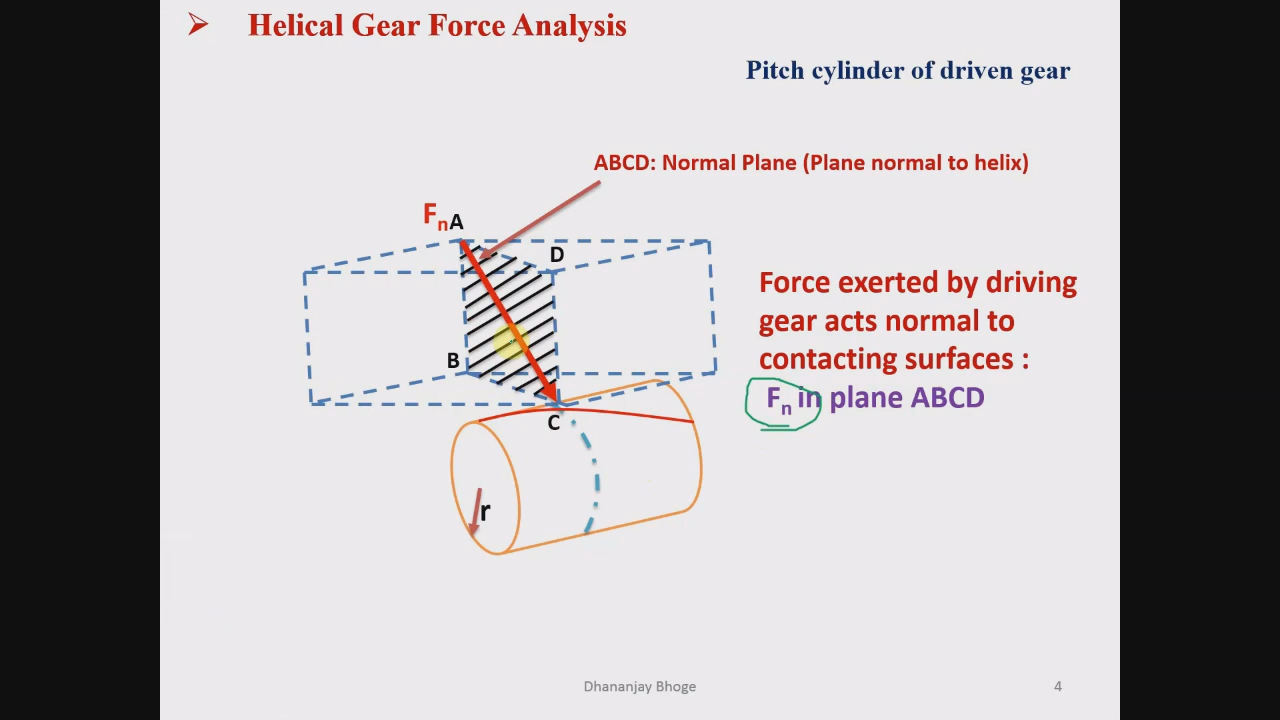 Helical Gear Force Analysis
Pitch cylinder of driven gear
ABCD: Normal Plane (Plane normal to helix)
FnA
D
B
C
r
Force exerted by driving
gear acts normal to
contacting surfaces :
Fn in plane ABCD
Dhananjay Bhoge
4